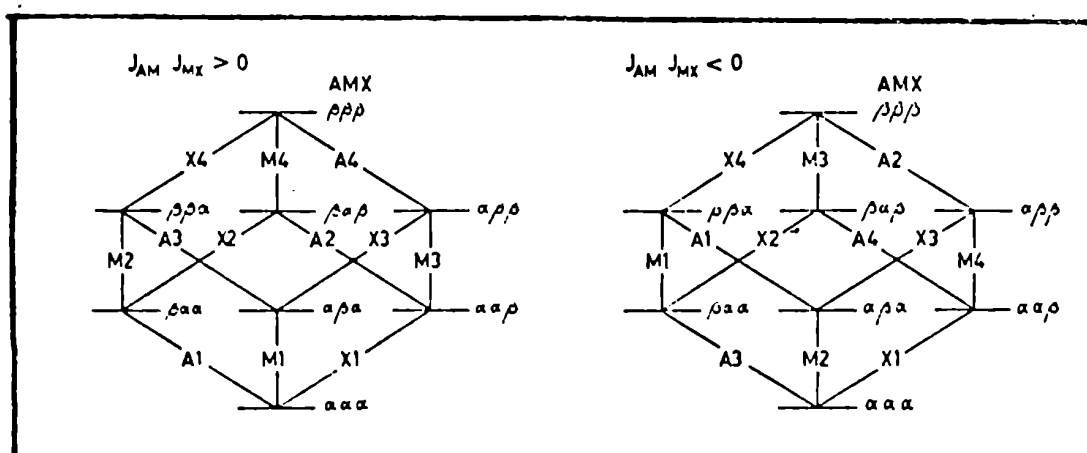 J_AM J_MX > 0
J_AM J_MX < 0
AMX
AMX
βββ
βββ
X4 M4 A4
X4 M3 A2
ββα βαβ αββ
ββα βαβ αββ
A3 X2 A2 X3
A1 X2 A4 X3
M2 M3
M1 M4
βαα αβα ααβ
βαα αβα ααβ
A1 M1 X1
A3 M2 X1
ααα
ααα